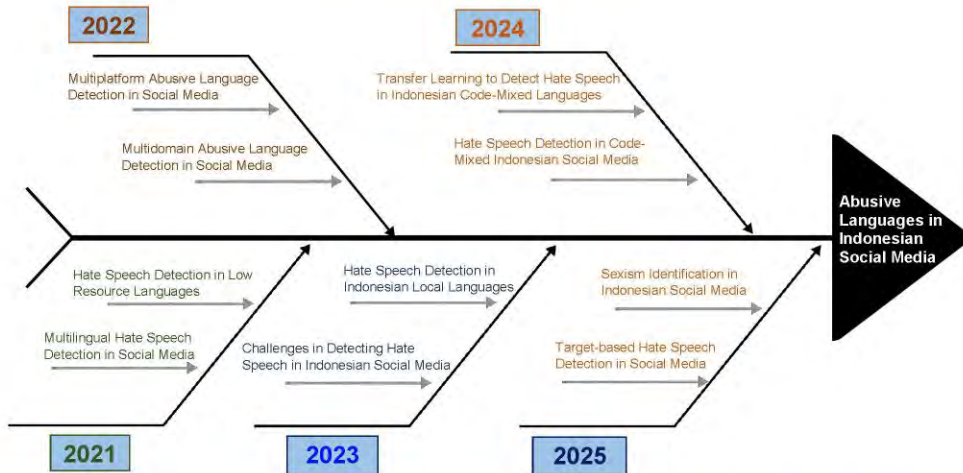 2022
2024
Multiplatform Abusive Language
Detection in Social Media
Multidomain Abusive Language
Detection in Social Media
Transfer Learning to Detect Hate Speech
in Indonesian Code-Mixed Languages
Hate Speech Detection in Code-
Mixed Indonesian Social Media
Abusive
Languages in
Indonesian
Social Media
Hate Speech Detection in Low
Resource Languages
Multilingual Hate Speech
Detection in Social Media
Hate Speech Detection in
Indonesian Local Languages
Challenges in Detecting Hate
Speech in Indonesian Social Media
Sexism Identification in
Indonesian Social Media
Target-based Hate Speech
Detection in Social Media
2021
2023
2025